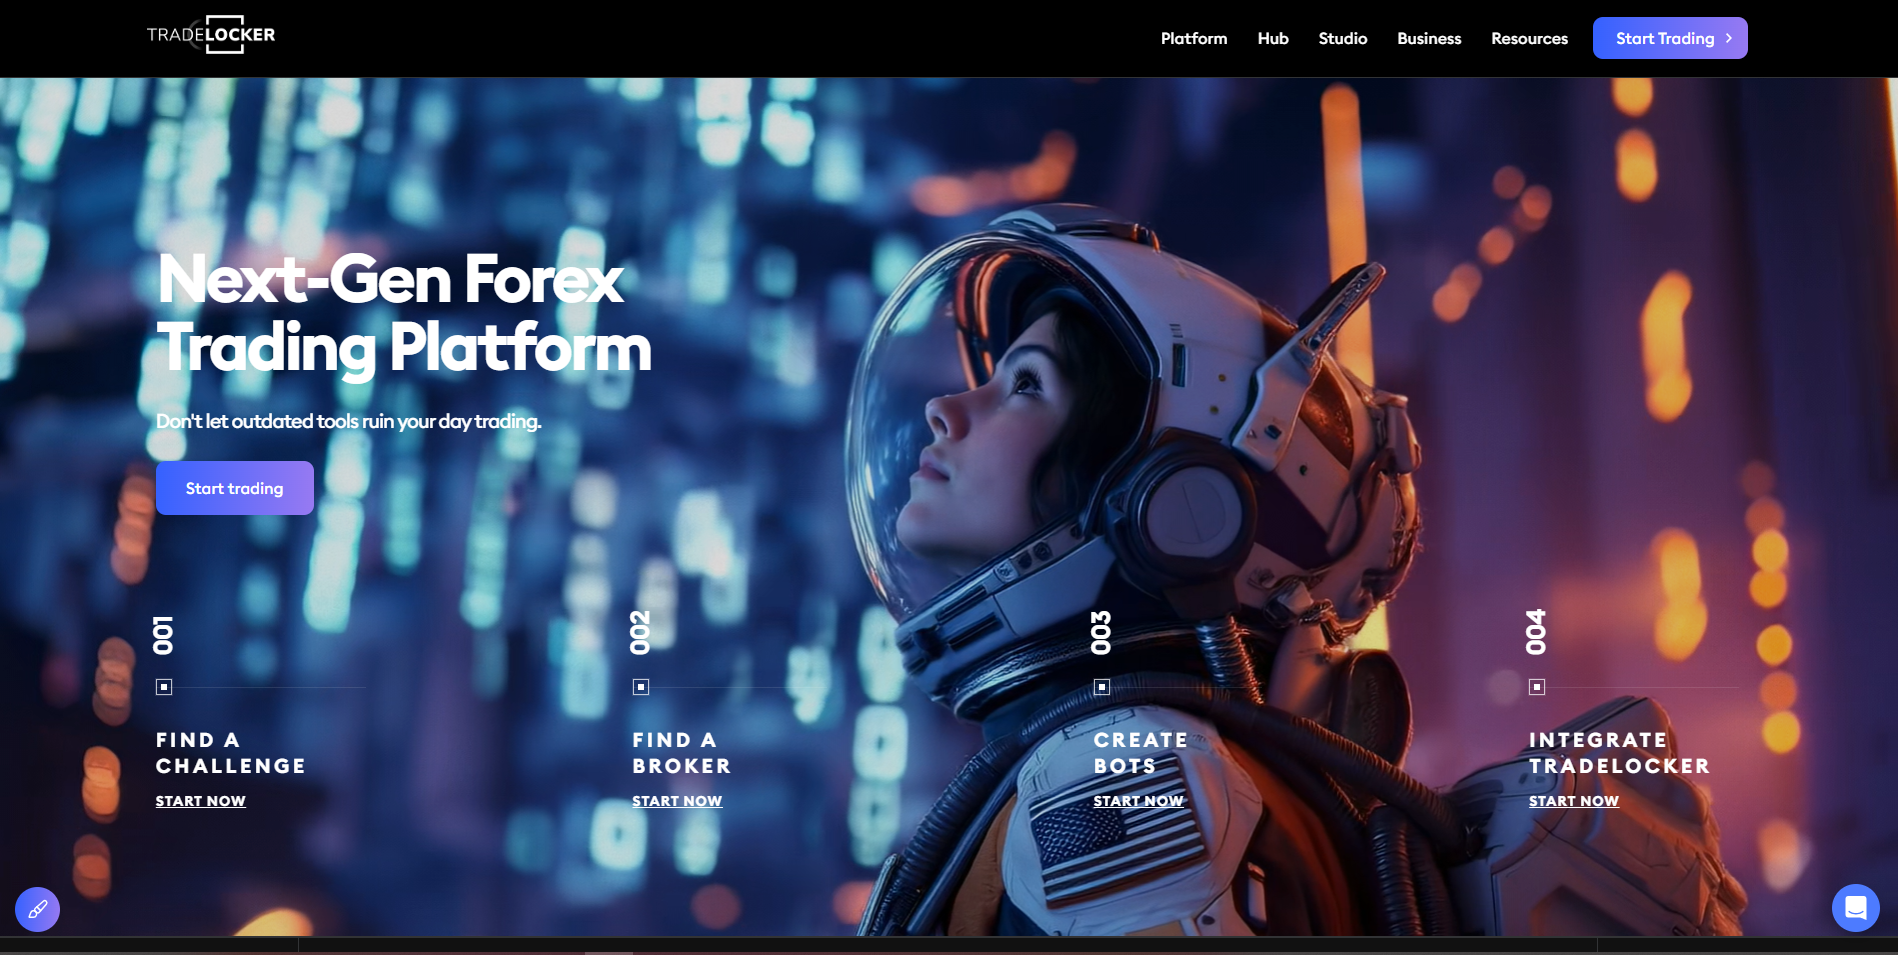 TRADELOCKER
Platform
Hub
Studio
Business
Resources
Start Trading
Next-Gen Forex
Trading Platform
Don't let outdated tools ruin your day trading.
Start trading
001
FIND A
CHALLENGE
START NOW
002
FIND A
BROKER
START NOW
003
CREATE
BOTS
START NOW
004
INTEGRATE
TRADELOCKER
START NOW